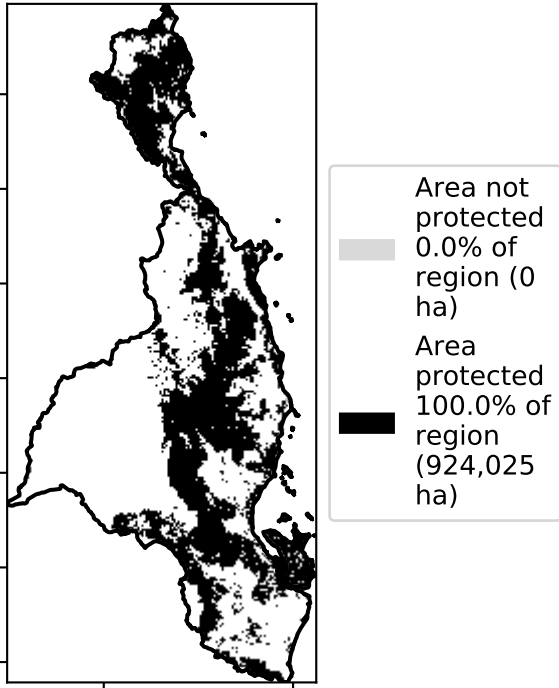 Area not
protected
0.0% of
region (0
ha)
Area
protected
100.0% of
region
(924,025
ha)